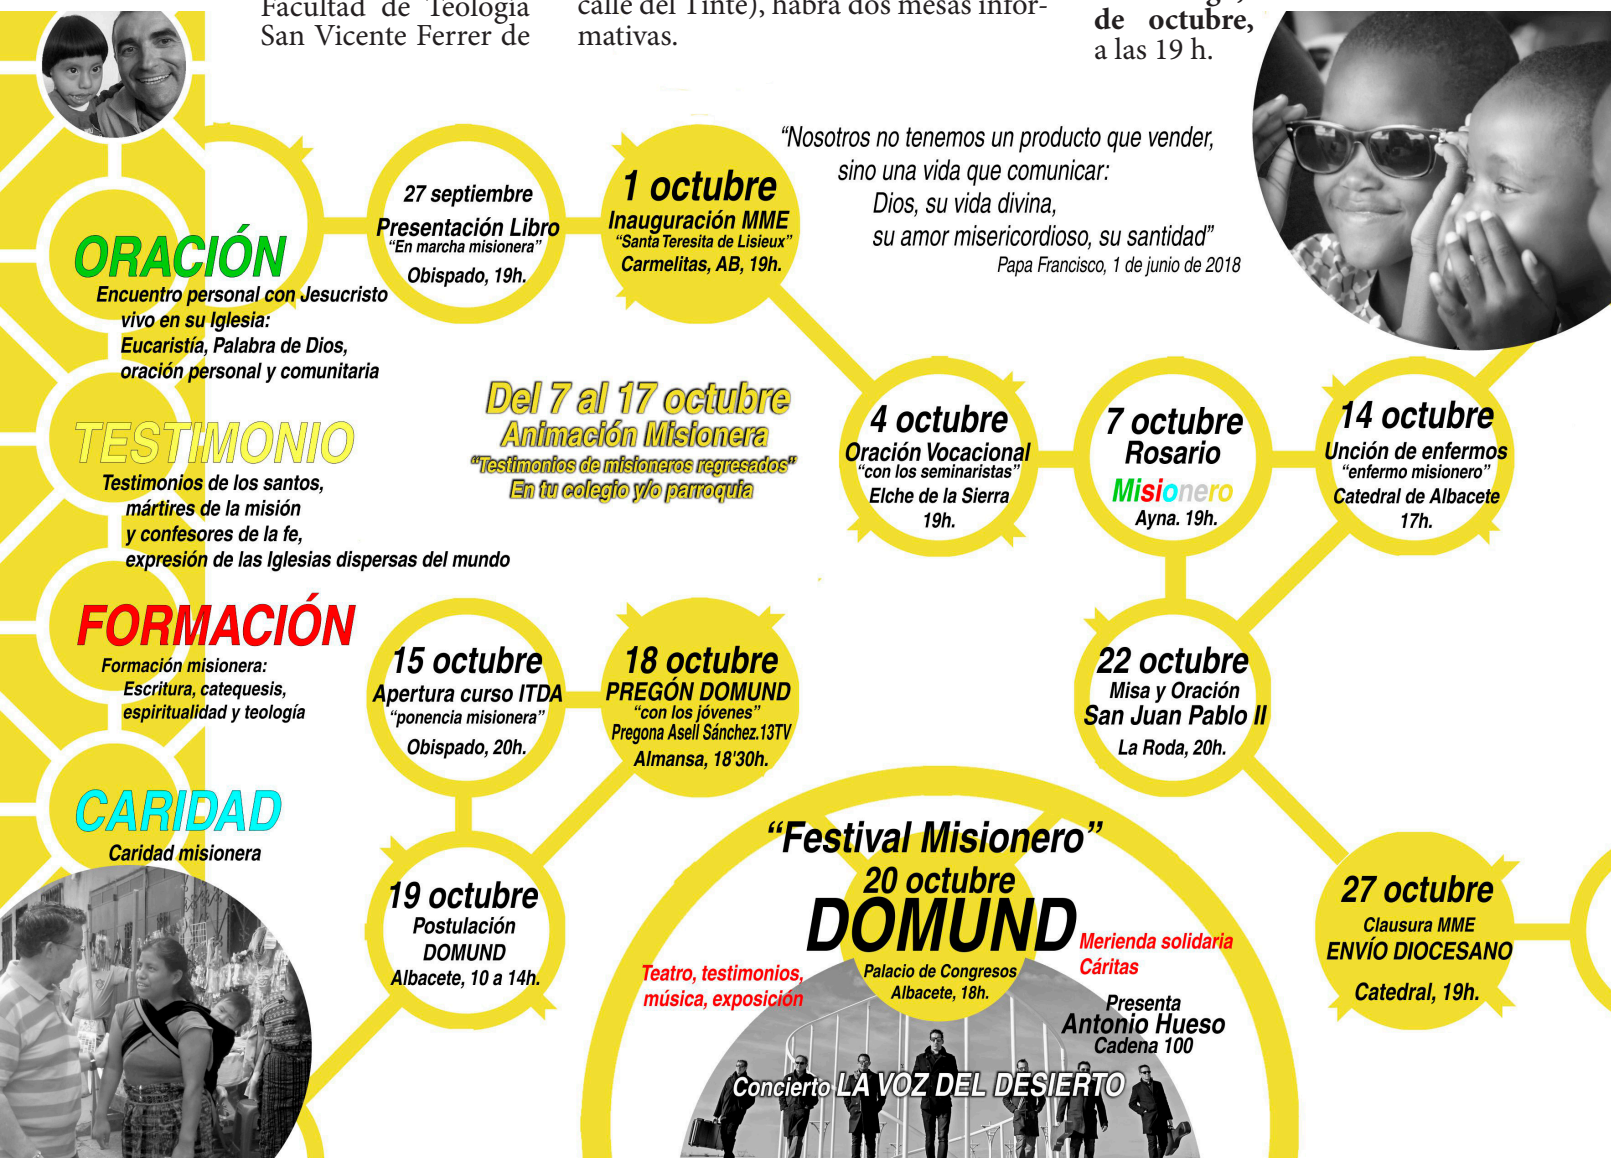 Facultad de Teología
San Vicente Ferrer de
calle del Tinte), habrá dos mesas infor-
mativas.
de octubre,
a las 19 h.
“Nosotros no tenemos un producto que vender,
sino una vida que comunicar:
Dios, su vida divina,
su amor misericordioso, su santidad”
Papa Francisco, 1 de junio de 2018
27 septiembre
Presentación Libro
“En marcha misionera”
Obispado, 19h.
1 octubre
Inauguración MME
“Santa Teresita de Lisieux”
Carmelitas, AB, 19h.
ORACIÓN
Encuentro personal con Jesucristo
vivo en su Iglesia:
Eucaristía, Palabra de Dios,
oración personal y comunitaria
TESTIMONIO
Testimonios de los santos,
mártires de la misión
y confesores de la fe,
expresión de las Iglesias dispersas del mundo
FORMACIÓN
Formación misionera:
Escritura, catequesis,
espiritualidad y teología
CARIDAD
Caridad misionera
Del 7 al 17 octubre
Animación Misionera
“Testimonios de misioneros regresados”
En tu colegio y/o parroquia
4 octubre
Oración Vocacional
“con los seminaristas”
Elche de la Sierra
19h.
7 octubre
Rosario
Misionero
Ayna. 19h.
14 octubre
Unción de enfermos
“enfermo misionero”
Catedral de Albacete
17h.
15 octubre
Apertura curso ITDA
“ponencia misionera”
Obispado, 20h.
18 octubre
PREGÓN DOMUND
“con los jóvenes”
Pregona Asell Sánchez.13TV
Almansa, 18'30h.
22 octubre
Misa y Oración
San Juan Pablo II
La Roda, 20h.
19 octubre
Postulación
DOMUND
Albacete, 10 a 14h.
“Festival Misionero”
20 octubre
DOMUND
Palacio de Congresos
Albacete, 18h.
Teatro, testimonios,
música, exposición
Merienda solidaria
Cáritas
Presenta
Antonio Hueso
Cadena 100
Concierto LA VOZ DEL DESIERTO
27 octubre
Clausura MME
ENVÍO DIOCESANO
Catedral, 19h.